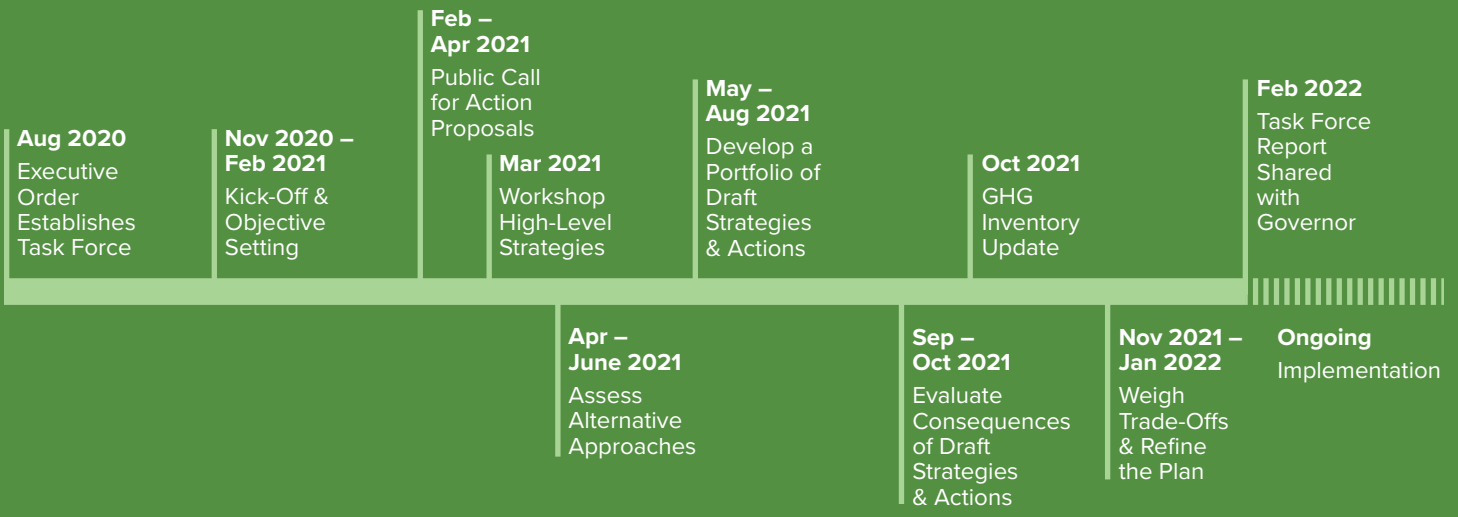 Aug 2020
Executive
Order
Establishes
Task Force
Nov 2020 –
Feb 2021
Kick-Off &
Objective
Setting
Feb –
Apr 2021
Public Call
for Action
Proposals
Mar 2021
Workshop
High-Level
Strategies
Apr –
June 2021
Assess
Alternative
Approaches
May –
Aug 2021
Develop a
Portfolio of
Draft
Strategies
& Actions
Sep –
Oct 2021
Evaluate
Consequences
of Draft
Strategies
& Actions
Oct 2021
GHG
Inventory
Update
Nov 2021 –
Jan 2022
Weigh
Trade-Offs
& Refine
the Plan
Feb 2022
Task Force
Report
Shared
with
Governor
Ongoing
Implementation